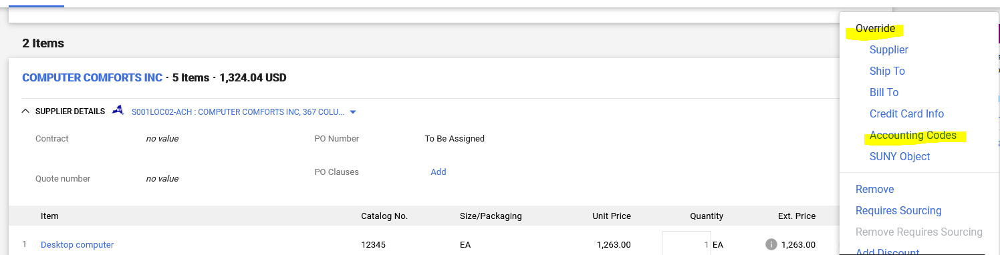 2 Items
COMPUTER COMFORTS INC · 5 Items · 1,324.04 USD
SUPPLIER DETAILS S001LOC02-ACH : COMPUTER COMFORTS INC, 367 COLU...
Contract no value PO Number To Be Assigned
Quote number no value PO Clauses Add
Item Catalog No. Size/Packaging Unit Price Quantity Ext. Price
1 Desktop computer 12345 EA 1,263.00 1 EA 1,263.00
Override
Supplier
Ship To
Bill To
Credit Card Info
Accounting Codes
SUNY Object
Remove
Requires Sourcing
Remove Requires Sourcing
Add Discount